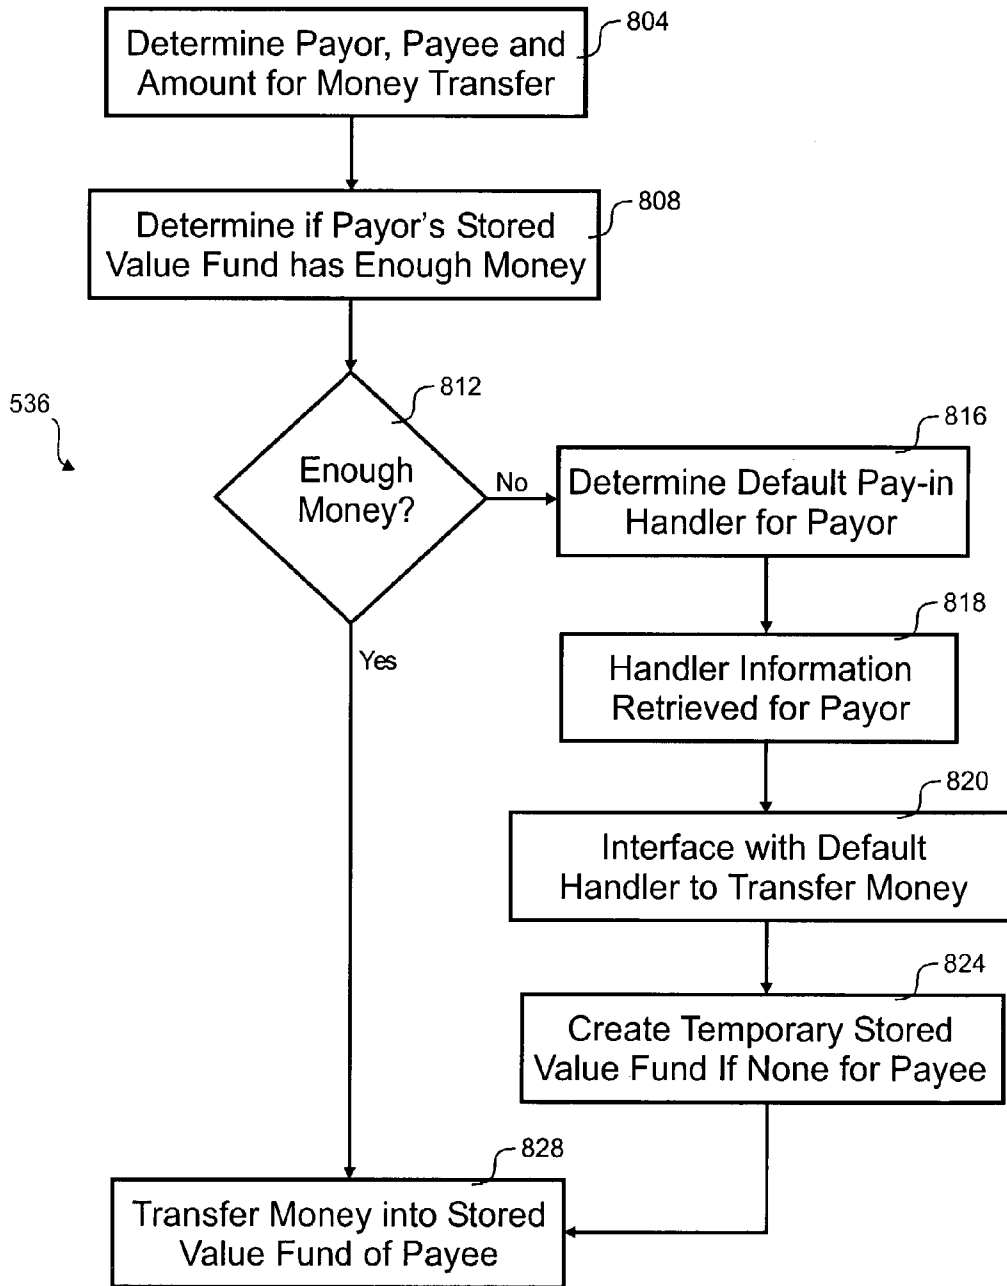 804
Determine Payor, Payee and
Amount for Money Transfer
808
Determine if Payor's Stored
Value Fund has Enough Money
812
536
Enough
Money?
No
Yes
816
Determine Default Pay-in
Handler for Payor
818
Handler Information
Retrieved for Payor
820
Interface with Default
Handler to Transfer Money
824
Create Temporary Stored
Value Fund If None for Payee
828
Transfer Money into Stored
Value Fund of Payee